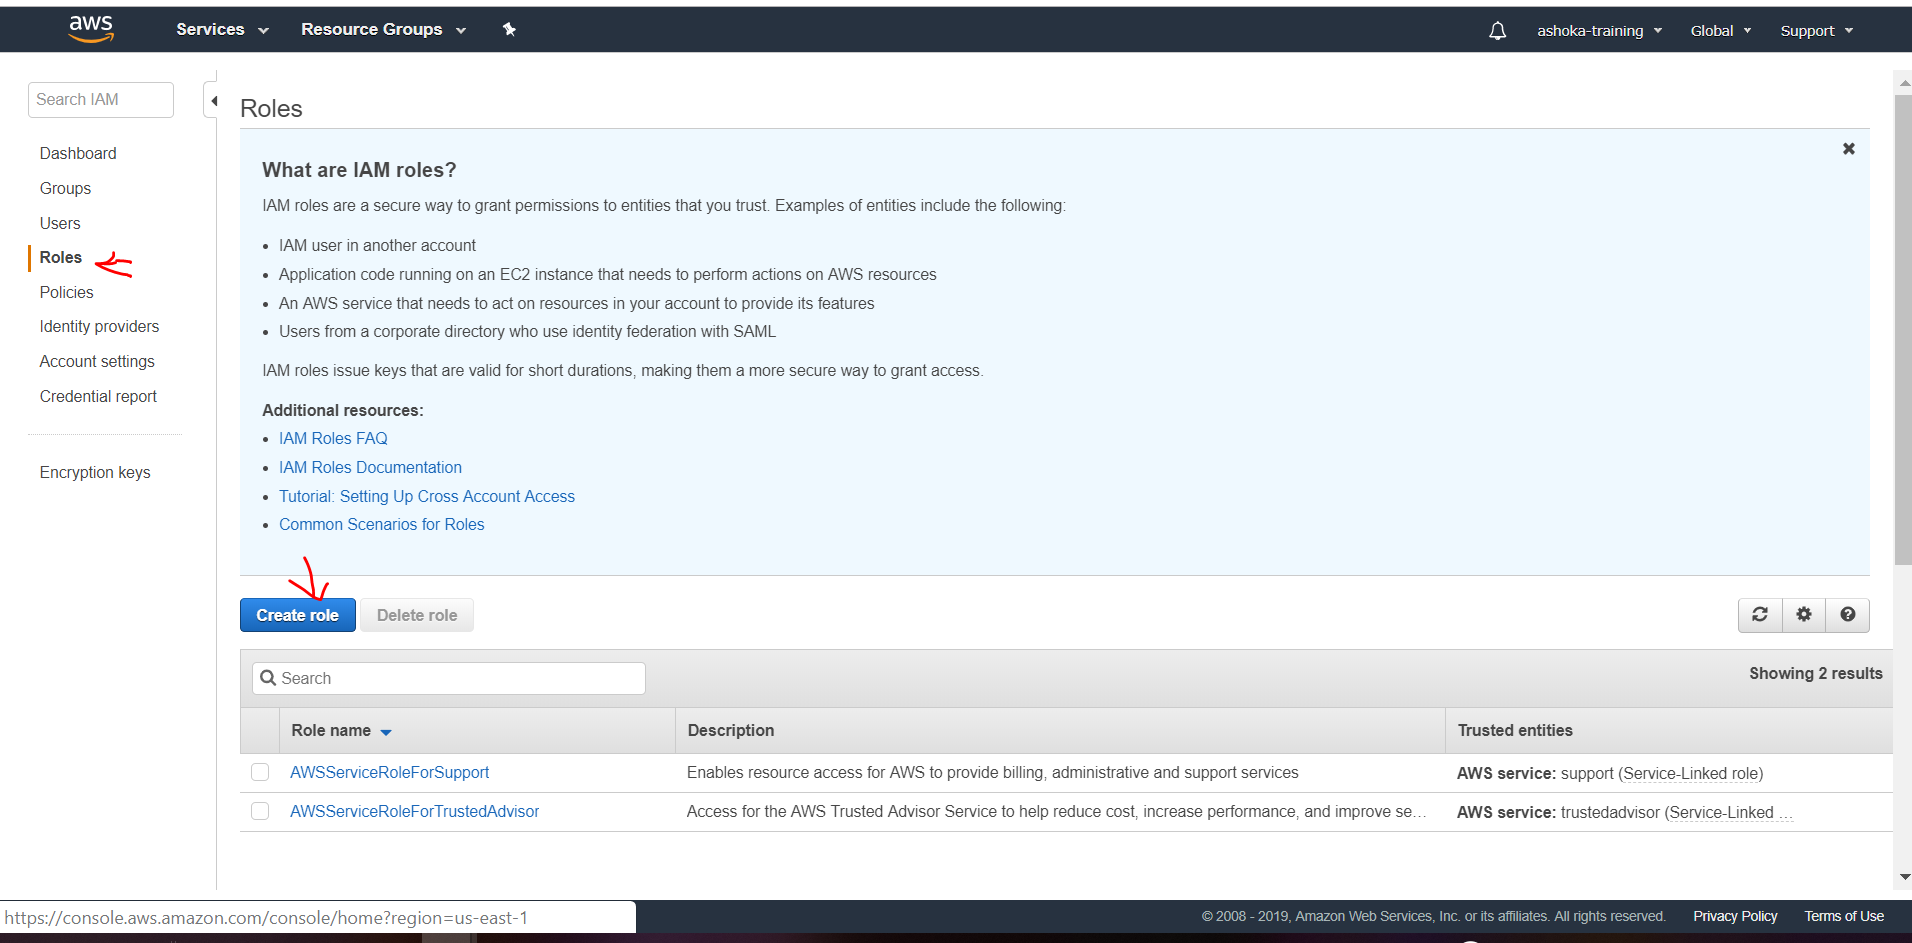 aws Services Resource Groups ashoka-training Global Support
Search IAM
Dashboard
Groups
Users
Roles
Policies
Identity providers
Account settings
Credential report
Encryption keys
Roles
What are IAM roles?
IAM roles are a secure way to grant permissions to entities that you trust. Examples of entities include the following:
• IAM user in another account
• Application code running on an EC2 instance that needs to perform actions on AWS resources
• An AWS service that needs to act on resources in your account to provide its features
• Users from a corporate directory who use identity federation with SAML
IAM roles issue keys that are valid for short durations, making them a more secure way to grant access.
Additional resources:
• IAM Roles FAQ
• IAM Roles Documentation
• Tutorial: Setting Up Cross Account Access
• Common Scenarios for Roles
Create role Delete role
Search Showing 2 results
Role name Description Trusted entities
AWSServiceRoleForSupport Enables resource access for AWS to provide billing, administrative and support services AWS service: support (Service-Linked role)
AWSServiceRoleForTrustedAdvisor Access for the AWS Trusted Advisor Service to help reduce cost, increase performance, and improve se... AWS service: trustedadvisor (Service-Linked ...
https://console.aws.amazon.com/console/home?region=us-east-1 © 2008 - 2019, Amazon Web Services, Inc. or its affiliates. All rights reserved. Privacy Policy Terms of Use